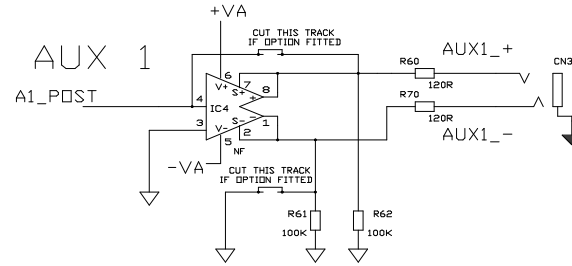 +VA
CUT THIS TRACK
IF OPTION FITTED
AUX 1
R60
AUX1_+
CN3
120R
A1_POST
6
7
V+
S+
+
8
4
IC4
3
1
S-
-
V-
2
5
NF
R70
120R
AUX1_-
-VA
CUT THIS TRACK
IF OPTION FITTED
R61
100K
R62
100K